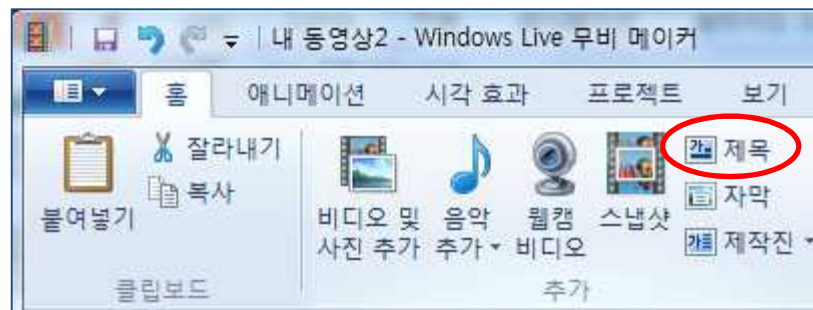 내 동영상2 - Windows Live 무비 메이커
홈 애니메이션 시각 효과 프로젝트 보기
잘라내기
복사
붙여넣기
클립보드
비디오 및
사진 추가
음악
추가
웹캠
비디오
스냅샷
가 제목
자막
가 제작진
추가